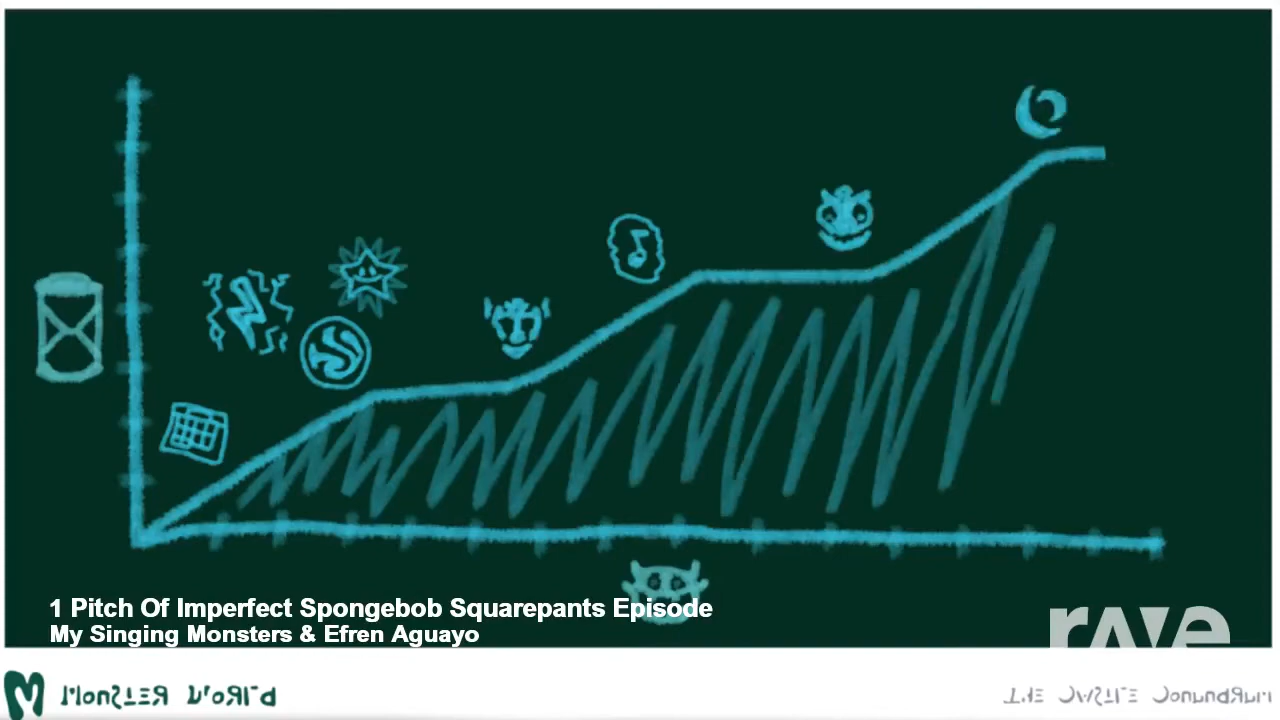 1 Pitch Of Imperfect Spongebob Squarepants Episode
My Singing Monsters & Efren Aguayo
rave